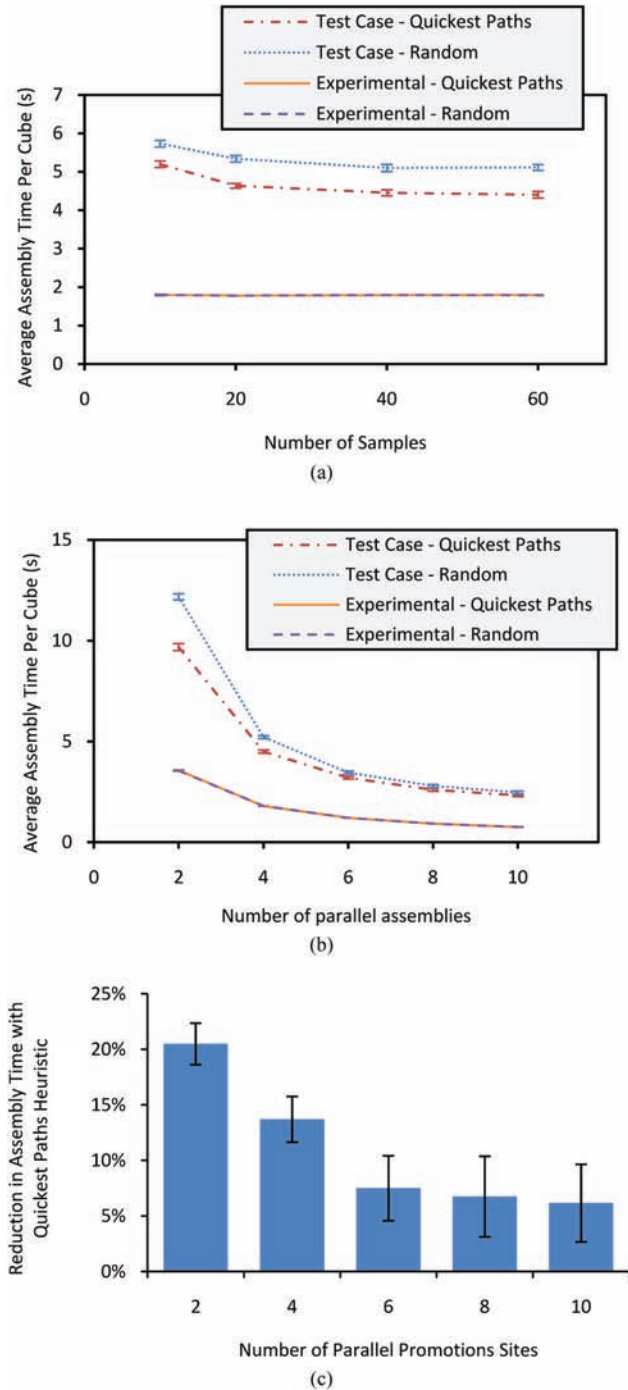 Test Case - Quickest Paths
Test Case - Random
Experimental - Quickest Paths
Experimental - Random
Average Assembly Time Per Cube (s)
7
6
5
4
3
2
1
0
0 20 40 60
Number of Samples
(a)
Test Case - Quickest Paths
Test Case - Random
Experimental - Quickest Paths
Experimental - Random
Average Assembly Time Per Cube (s)
15
10
5
0
0 2 4 6 8 10
Number of parallel assemblies
(b)
Reduction in Assembly Time with
Quickest Paths Heuristic
25%
20%
15%
10%
5%
0%
2 4 6 8 10
Number of Parallel Promotions Sites
(c)